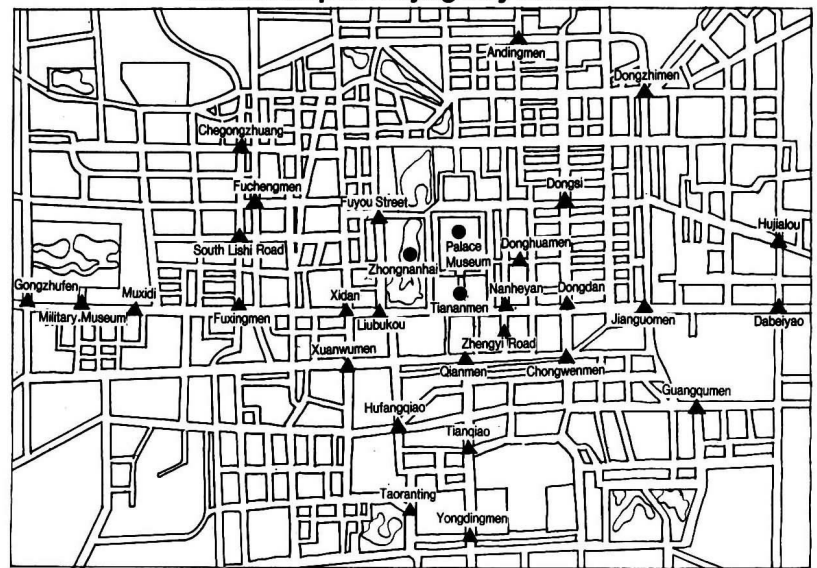 Andingmen
Dongzhimen
Chegongzhuang
Fuchengmen
Fuyou Street
Dongsi
South Lishi Road
Palace
Museum
Donghuamen
Hujialou
Zhongnanhai
Gongzhufen
Military Museum
Muxidi
Fuxingmen
Xidan
Liubukou
Tiananmen
Nanheyan
Dongdan
Jianguomen
Dabeiyao
Xuanwumen
Zhengyi Road
Qianmen
Chongwenmen
Guangqumen
Hufangqiao
Tianqiao
Taoranting
Yongdingmen